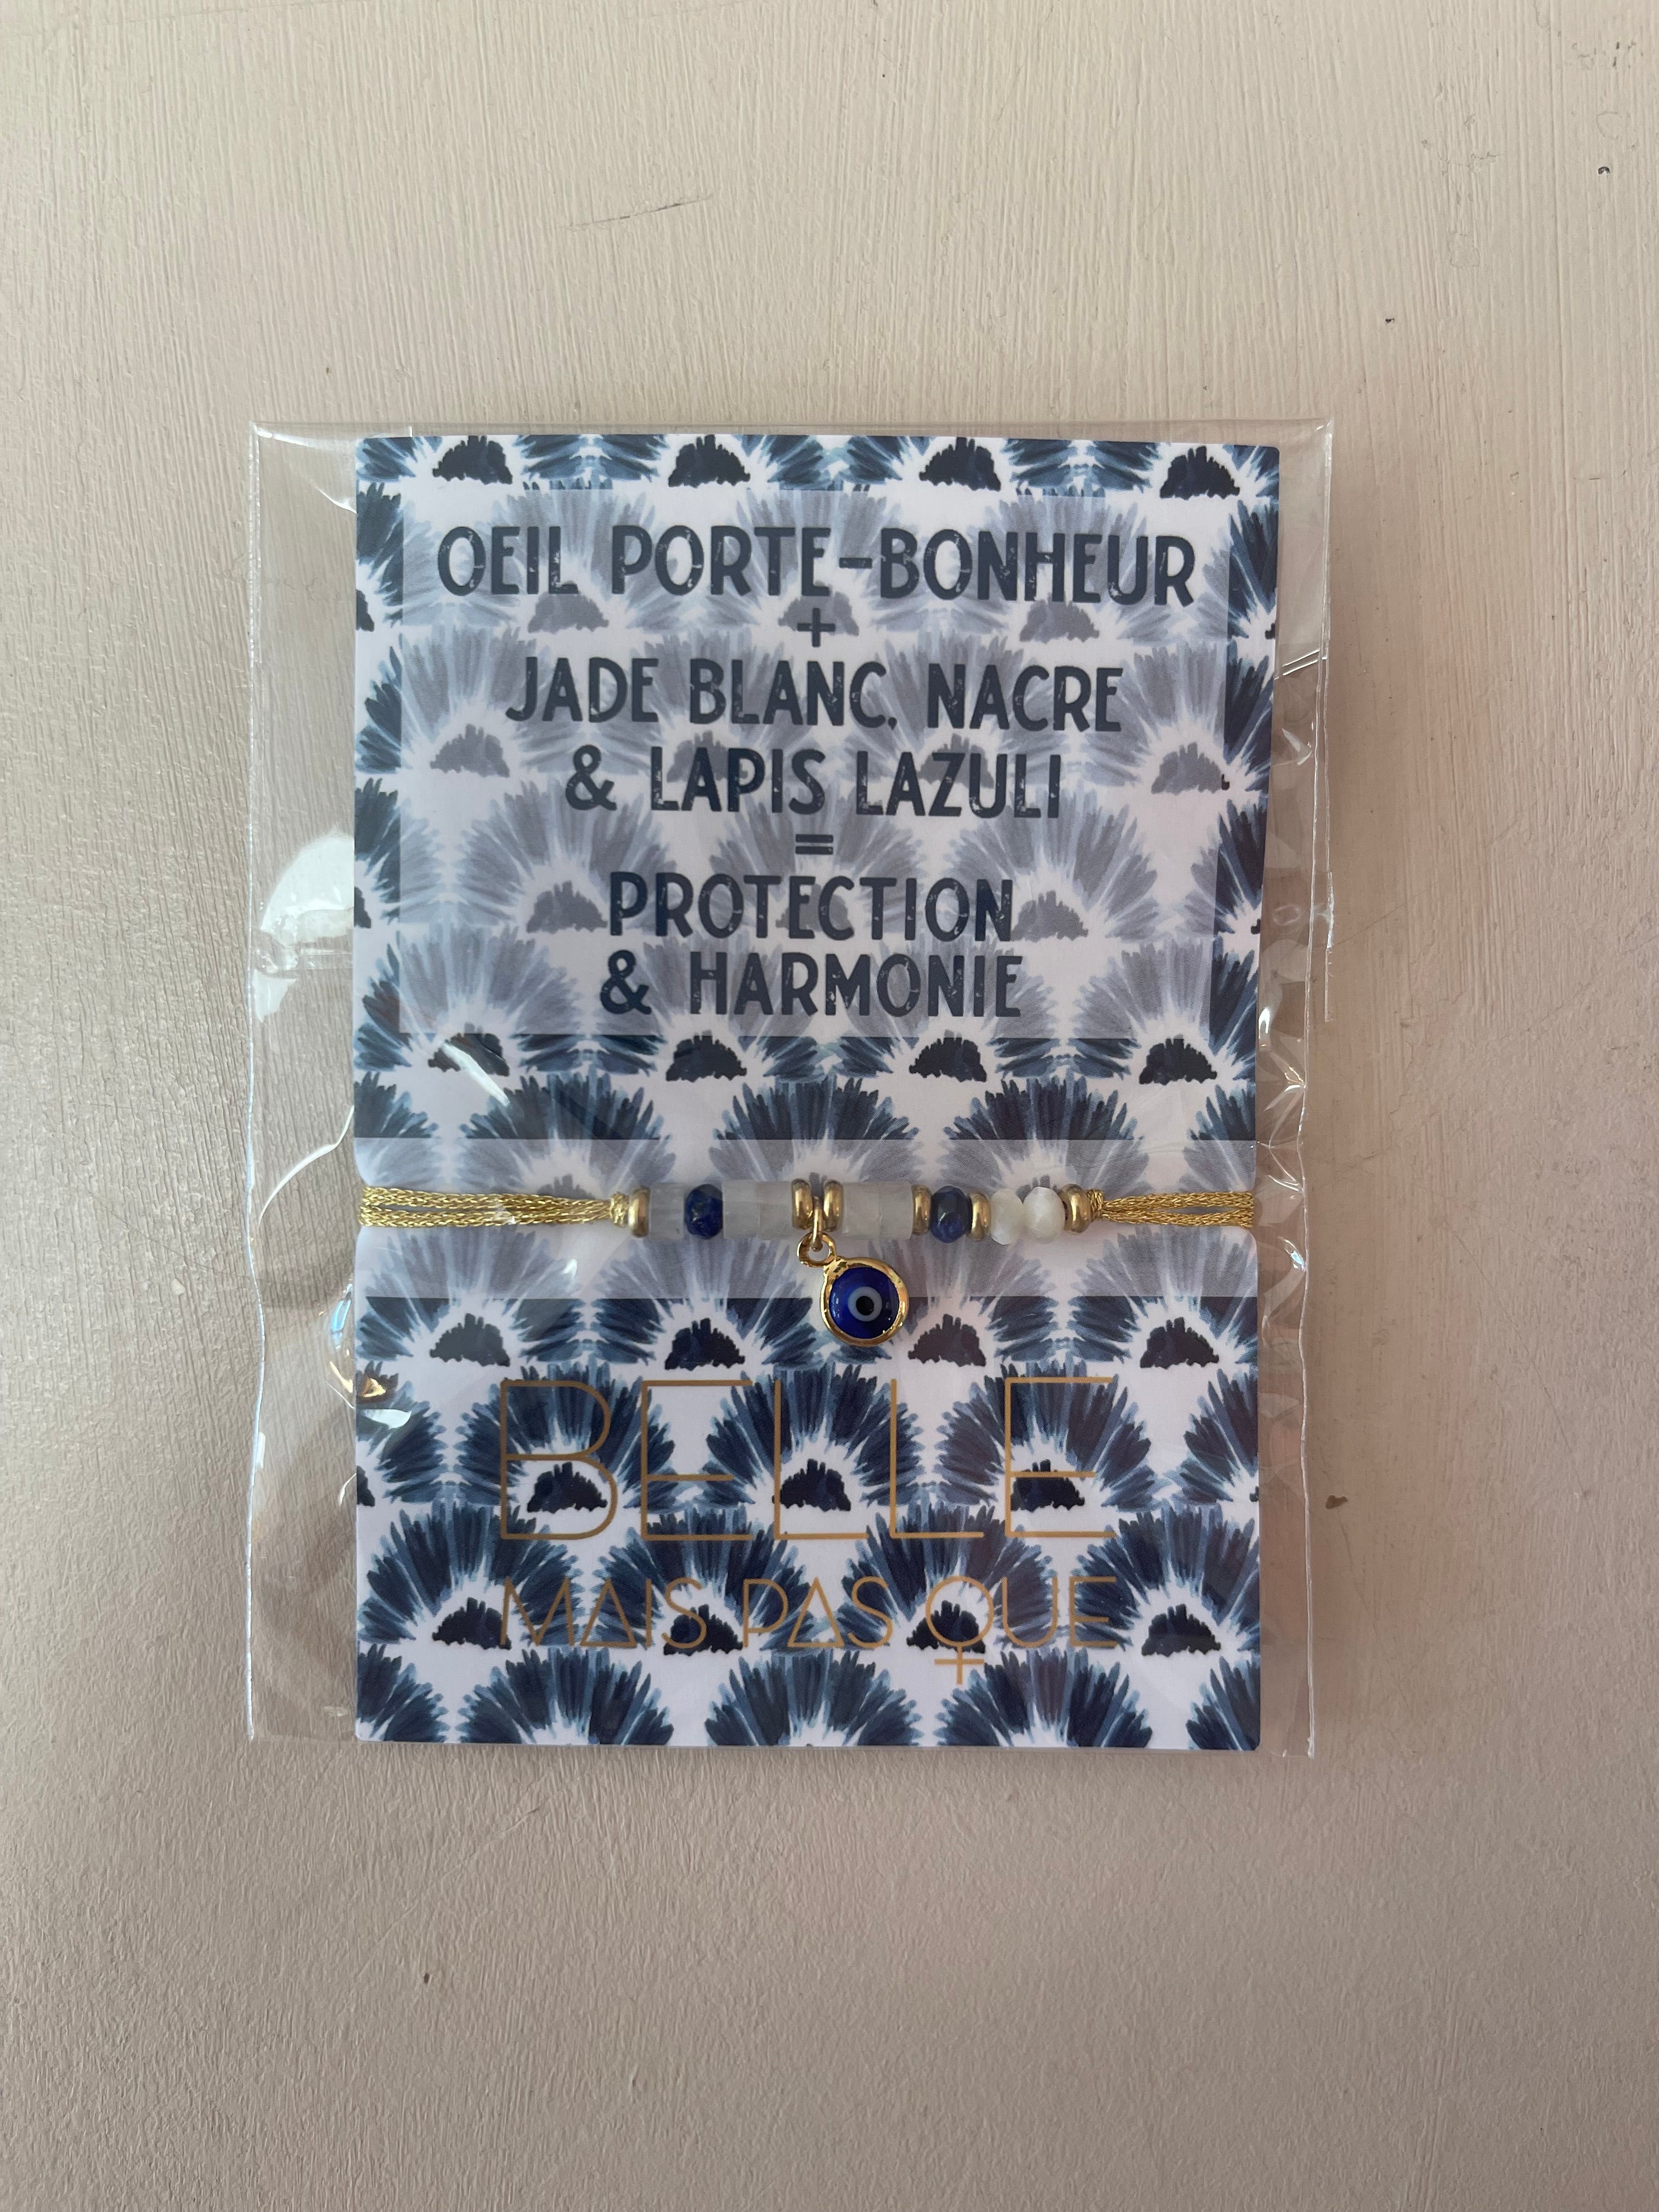 OEIL PORTE-BONHEUR
+
JADE BLANC, NACRE
& LAPIS LAZULI
=
PROTECTION
& HARMONIE
BELLE
MAIS PAS QUE